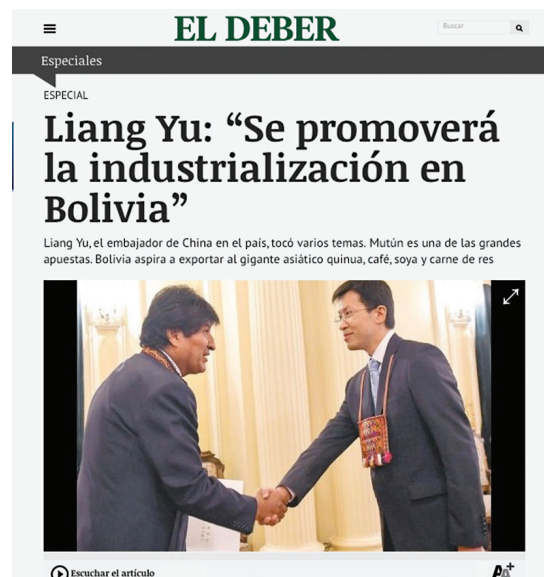 EL DEBER
Buscar
Especiales
ESPECIAL
Liang Yu: “Se promoverá
la industrialización en
Bolivia”
Liang Yu, el embajador de China en el país, tocó varios temas. Mutún es una de las grandes
apuestas. Bolivia aspira a exportar al gigante asiático quinua, café, soya y carne de res
Escuchar el artículo